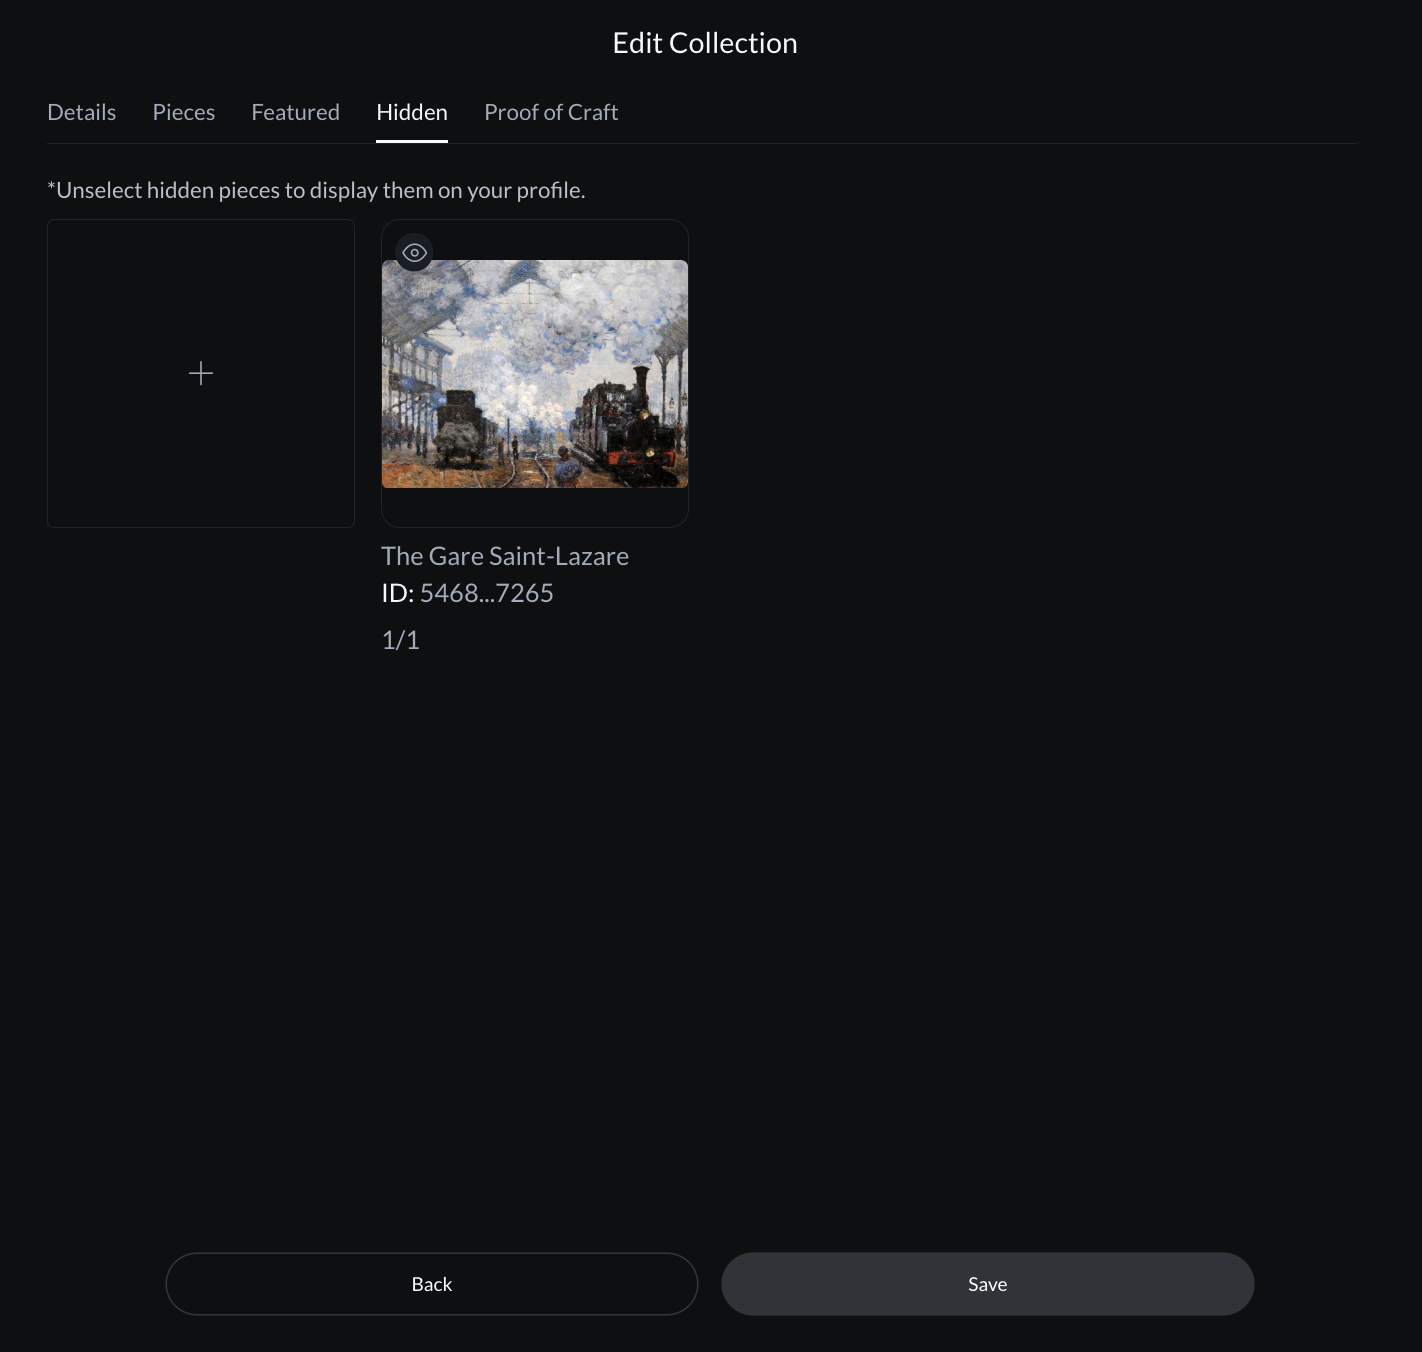 Edit Collection
Details Pieces Featured Hidden Proof of Craft
*Unselect hidden pieces to display them on your profile.
The Gare Saint-Lazare
ID: 5468...7265
1/1
Back Save